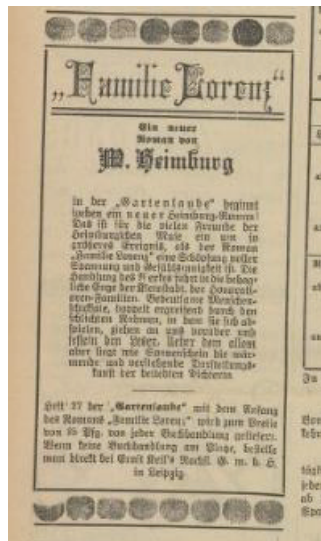 „Familie Lorenz“
Ein neuer
Roman von
W. Heimburg
in der „Gartenlaube“ beginnt
soeben ein neuer Heimburg-Roman!
Das ist für die vielen Freunde der
Heimburgschen Muse ein um so
größeres Ereignis, als der Roman
„Familie Lorenz“ eine Schöpfung voller
Spannung und ist. Die
Handlung des Werkes führt in die behag-
liche Enge der Kleinstadt, der Honorati-
oren-Familien. Bedeutsame Menschen-
schicksale, doppelt ergreifend durch den
schlichten Rahmen, in dem sie sich ab-
spielen, ziehen an uns vorüber und
fesseln den Leser. Ueber dem allem
aber liegt wie Sonnenschein die wär-
mende und Darstellungs-
kunst der beliebten Dichterin.
Heft 27 der „Gartenlaube“ mit dem Anfang
des Romans „Familie Lorenz“ wird zum Preise
von 25 Pfg. von jeder Buchhandlung geliefert.
Wenn keine Buchhandlung am Platze, bestelle
man direkt bei Ernst Keil's Nachfl. G. m. b. H.
in Leipzig.